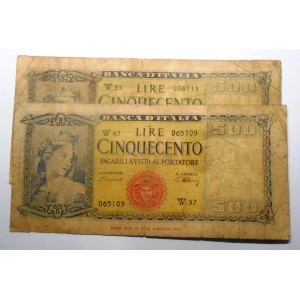 BANCA D'ITALIA
W 33 LIRE 006111
CINQUECENTO 500
BANCA D'ITALIA
W 97 LIRE 065109
CINQUECENTO 500
PAGABILI A VISTA AL PORTATORE
065109 W 97